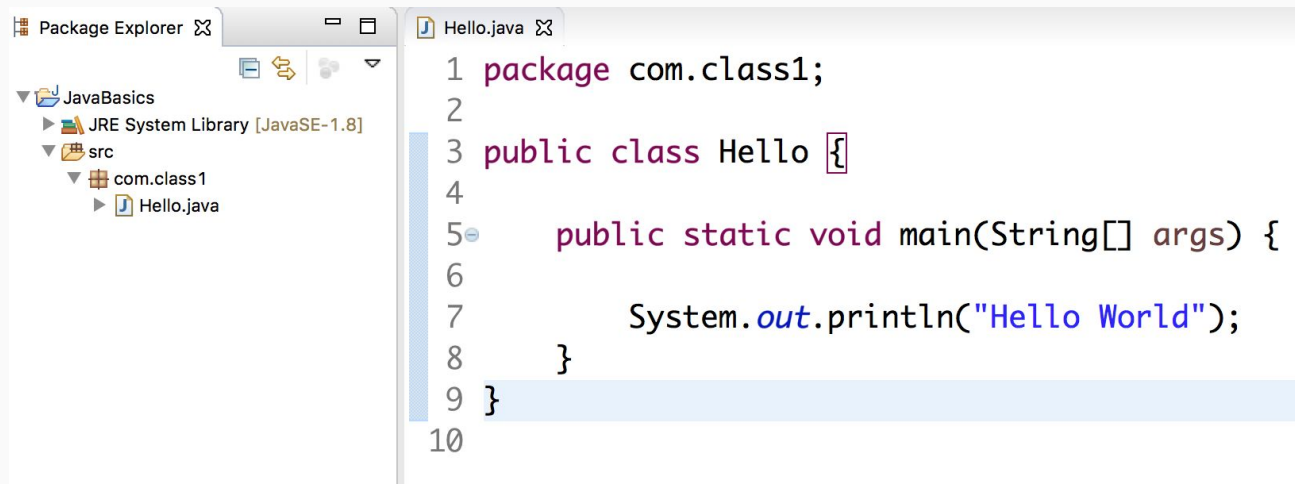 Package Explorer
JavaBasics
JRE System Library [JavaSE-1.8]
src
com.class1
Hello.java
Hello.java
1 package com.class1;
2
3 public class Hello {
4
5 public static void main(String[] args) {
6
7 System.out.println("Hello World");
8 }
9 }
10